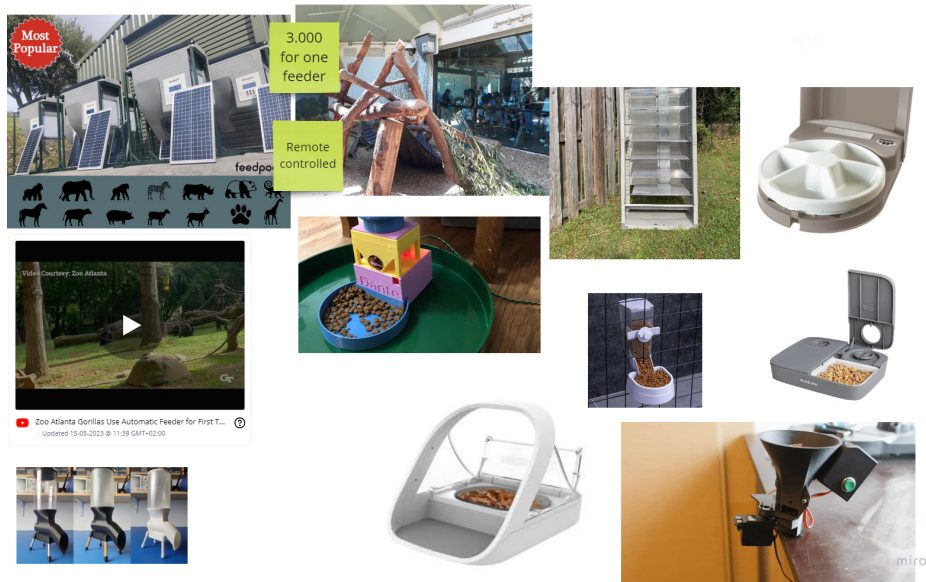 Most
Popular
3.000
for one
feeder
Remote
controlled
feedpo
Video Courtesy: Zoo Atlanta
Dante
GT
Zoo Atlanta Gorillas Use Automatic Feeder for First T...
Updated 15-05-2023 @ 11:39 GMT+02:00
miro